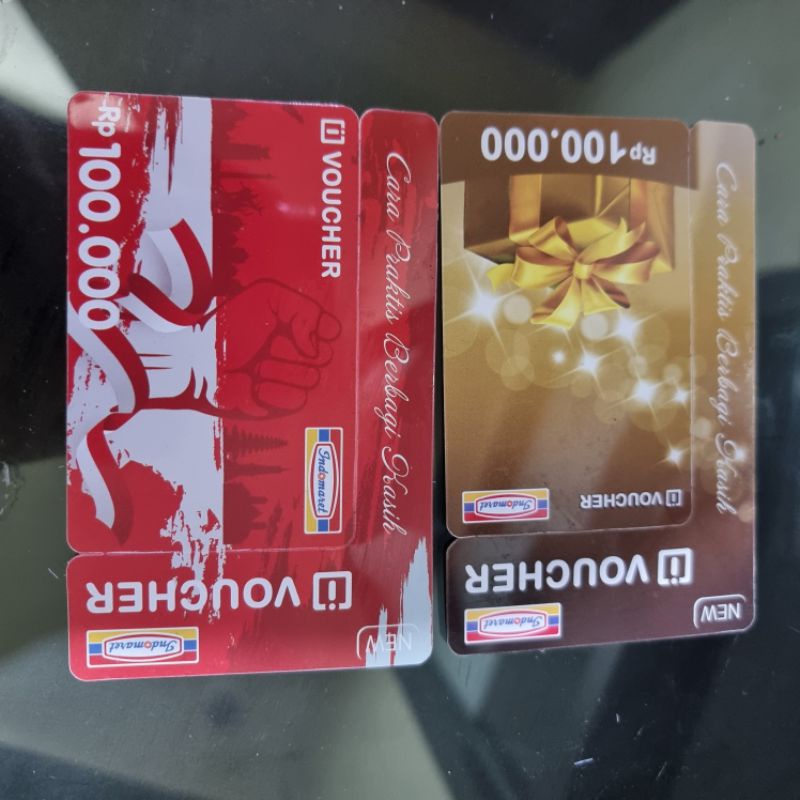 Rp 100.000
VOUCHER
Indomaret
Cara Praktis Berbagi Kasih
VOUCHER
Indomaret
NEW
Rp 100.000
Indomaret
VOUCHER
Cara Praktis Berbagi Kasih
VOUCHER
Indomaret
NEW